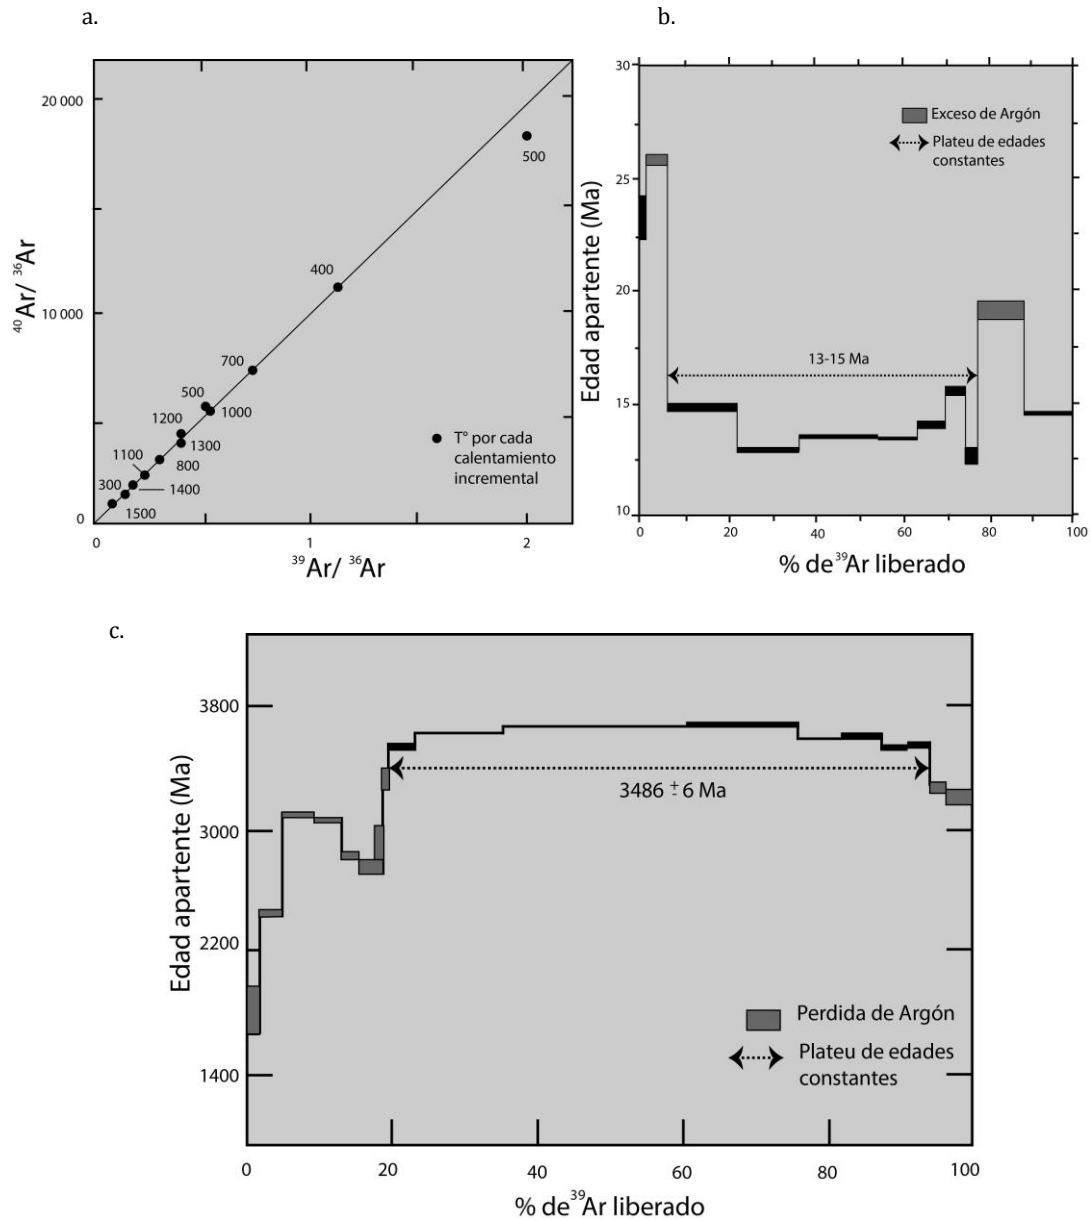 a.
20 000
10 000
0
⁴⁰Ar/ ³⁶Ar
500
400
700
500
1000
1200
1300
1100
800
300
1400
1500
T° por cada
calentamiento
incremental
0
1
2
³⁹Ar/ ³⁶Ar
b.
30
25
20
15
10
Edad apartente (Ma)
Exceso de Argón
Plateu de edades
constantes
13-15 Ma
0
20
40
60
80
100
% de³⁹Ar liberado
c.
3800
3000
2200
1400
Edad apartente (Ma)
3486 ± 6 Ma
Perdida de Argón
Plateu de edades
constantes
0
20
40
60
80
100
% de³⁹Ar liberado